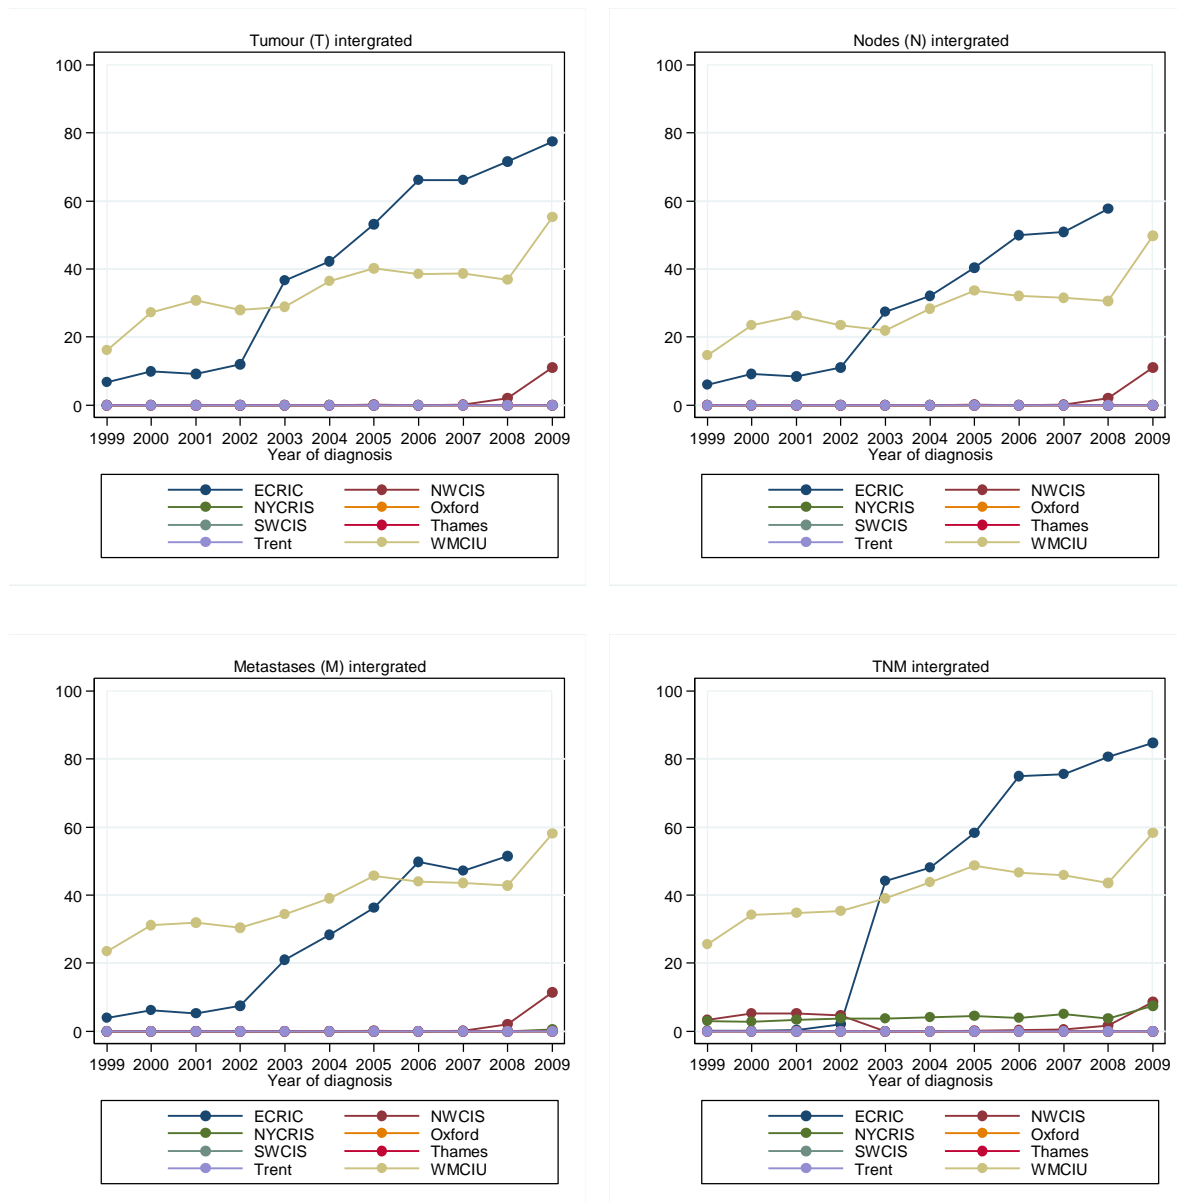 Tumour (T) intergrated
100
80
60
40
20
0
1999 2000 2001 2002 2003 2004 2005 2006 2007 2008 2009
Year of diagnosis
ECRIC NWCIS
NYCRIS Oxford
SWCIS Thames
Trent WMCIU
Nodes (N) intergrated
100
80
60
40
20
0
1999 2000 2001 2002 2003 2004 2005 2006 2007 2008 2009
Year of diagnosis
ECRIC NWCIS
NYCRIS Oxford
SWCIS Thames
Trent WMCIU
Metastases (M) intergrated
100
80
60
40
20
0
1999 2000 2001 2002 2003 2004 2005 2006 2007 2008 2009
Year of diagnosis
ECRIC NWCIS
NYCRIS Oxford
SWCIS Thames
Trent WMCIU
TNM intergrated
100
80
60
40
20
0
1999 2000 2001 2002 2003 2004 2005 2006 2007 2008 2009
Year of diagnosis
ECRIC NWCIS
NYCRIS Oxford
SWCIS Thames
Trent WMCIU